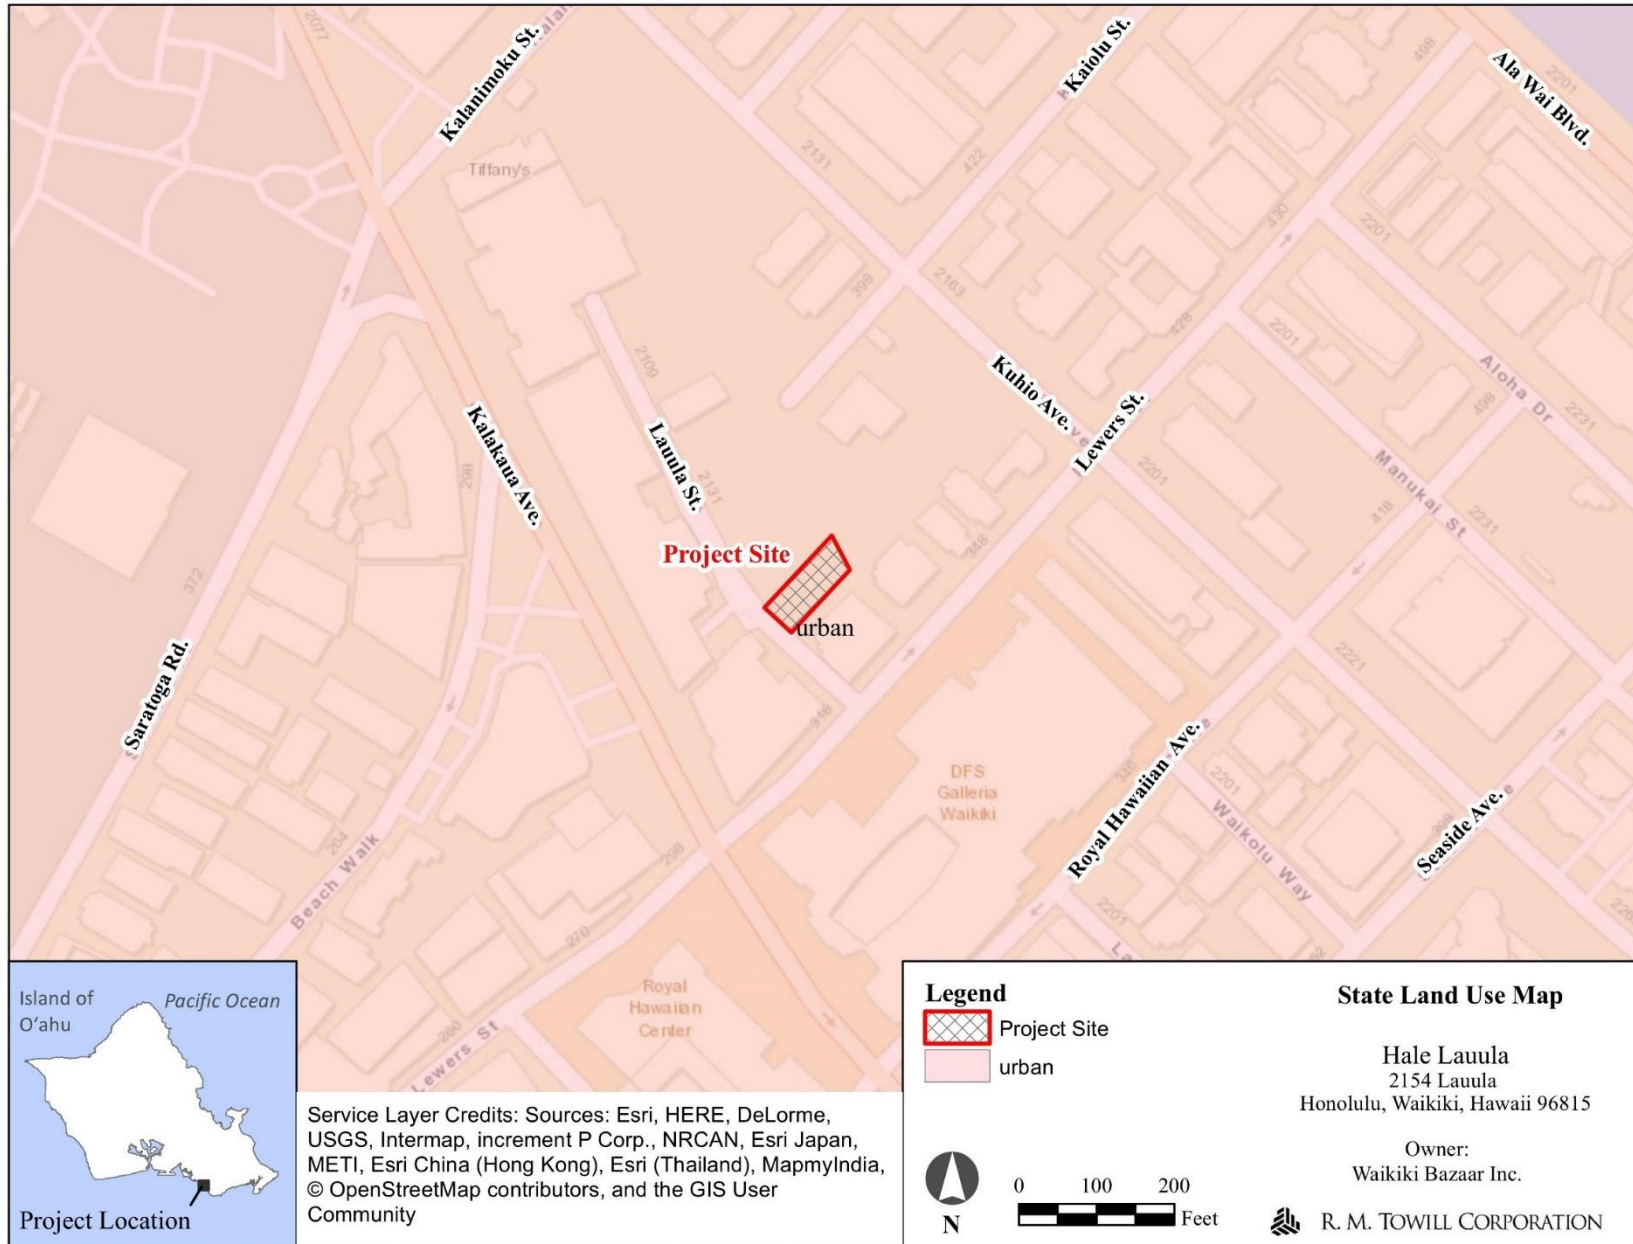 2077
Kalanimoku St.
Kaiolu St.
498
Ala Wai Blvd.
2201
Tiffany's
2131
422
430
2201
398
2163
428
2201
Aloha Dr
2109
Kuhio Ave.
Lewers St.
498
2231
Kalakaua Ave.
Lauula St.
298
2131
2201
Manukai St
418
2231
Project Site
348
372
urban
Saratoga Rd.
316
2221
DFS
Galleria
Waikiki
Royal Hawaiian Ave.
2201
Waikolu Way
Seaside Ave.
264
Beach Walk
298
270
2201
Royal
Hawaiian
Center
260
Lewers St
Island of
Oʻahu
Pacific Ocean
Project Location
Service Layer Credits: Sources: Esri, HERE, DeLorme,
USGS, Intermap, increment P Corp., NRCAN, Esri Japan,
METI, Esri China (Hong Kong), Esri (Thailand), MapmyIndia,
© OpenStreetMap contributors, and the GIS User
Community
Legend
Project Site
urban
N
0 100 200
Feet
State Land Use Map
Hale Lauula
2154 Lauula
Honolulu, Waikiki, Hawaii 96815
Owner:
Waikiki Bazaar Inc.
R. M. TOWILL CORPORATION